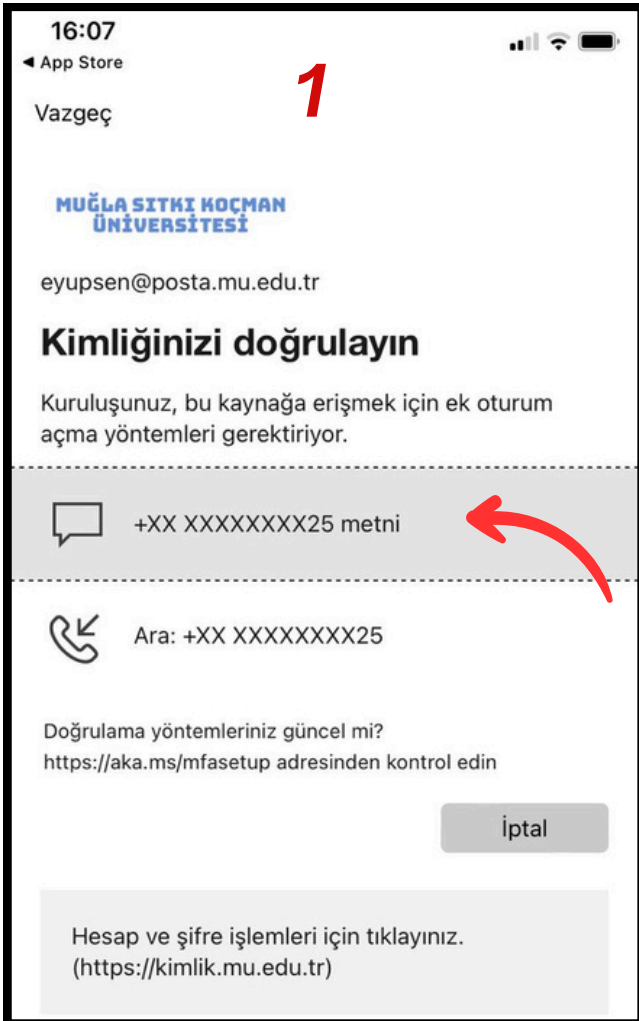 16:07
◀ App Store
1
Vazgeç
MUĞLA SITKI KOÇMAN
ÜNİVERSİTESİ
eyupsen@posta.mu.edu.tr
Kimliğinizi doğrulayın
Kuruluşunuz, bu kaynağa erişmek için ek oturum
açma yöntemleri gerektiriyor.
+XX XXXXXXXX25 metni
Ara: +XX XXXXXXXX25
Doğrulama yöntemleriniz güncel mi?
https://aka.ms/mfasetup adresinden kontrol edin
İptal
Hesap ve şifre işlemleri için tıklayınız.
(https://kimlik.mu.edu.tr)